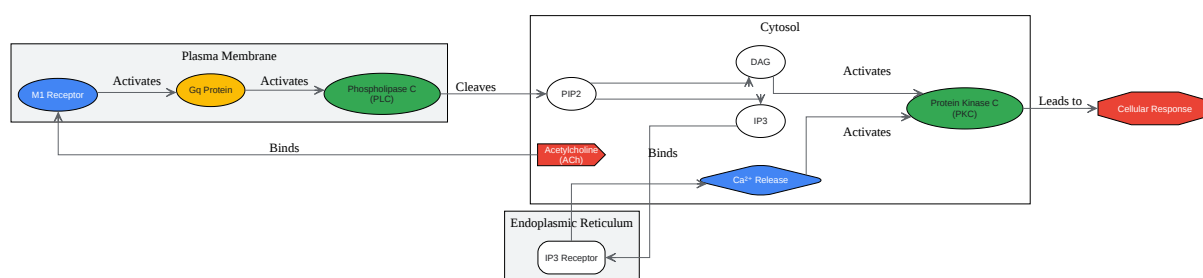 Cytosol
Plasma Membrane
DAG
Activates
Activates
Activates
M1 Receptor
Gq Protein
Phospholipase C
(PLC)
Cleaves
PIP2
Protein Kinase C
(PKC)
Leads to
Cellular Response
IP3
Activates
Binds
Acetylcholine
(ACh)
Binds
Ca²⁺ Release
Endoplasmic Reticulum
IP3 Receptor